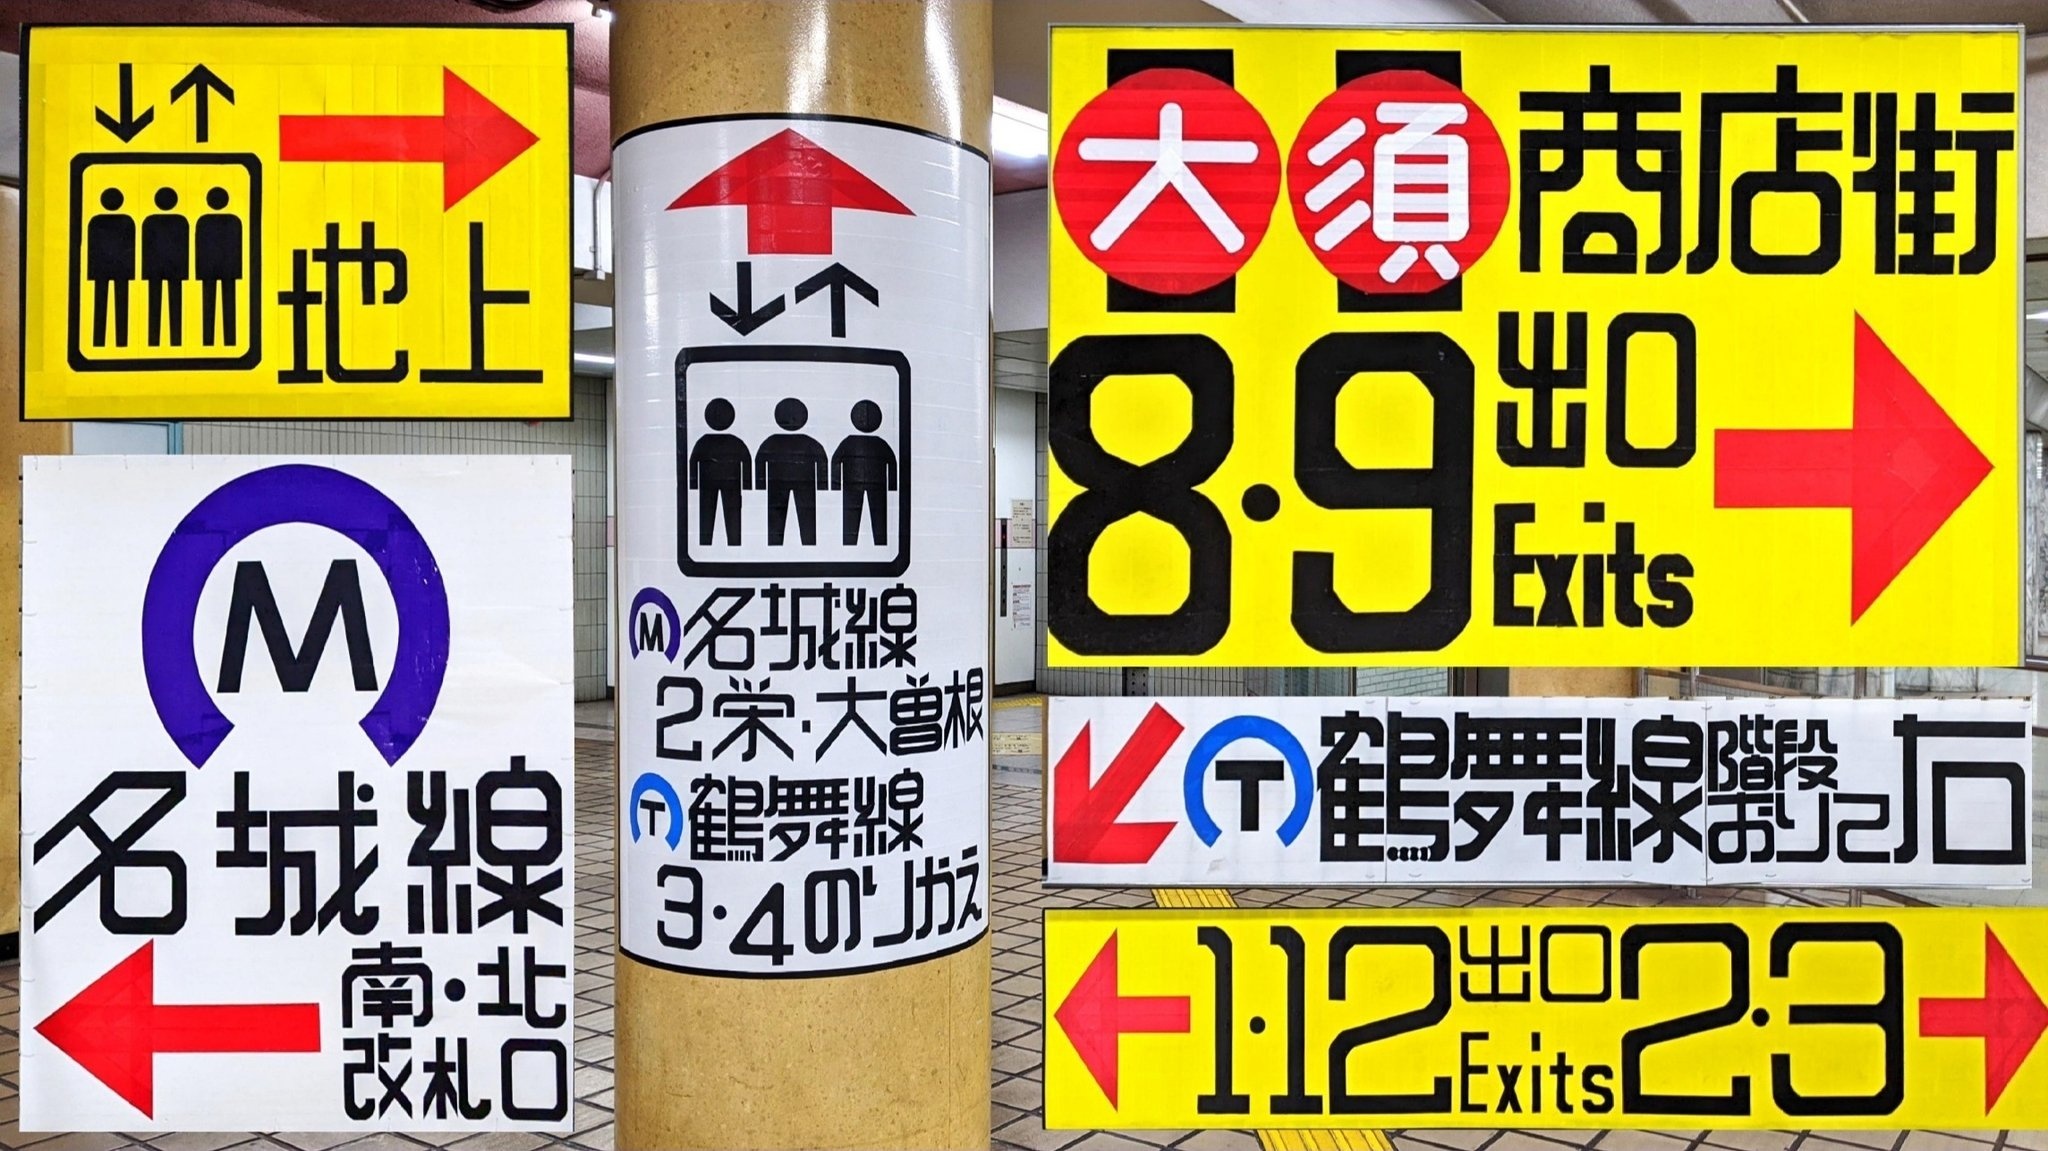 地上
M
名城線
南・北
改札口
M 名城線
2栄・大曽根
T 鶴舞線
3・4のりかえ
大須商店街
8・9 出口
Exits
T 鶴舞線 階段おりて右
1・12 出口 Exits 2・3